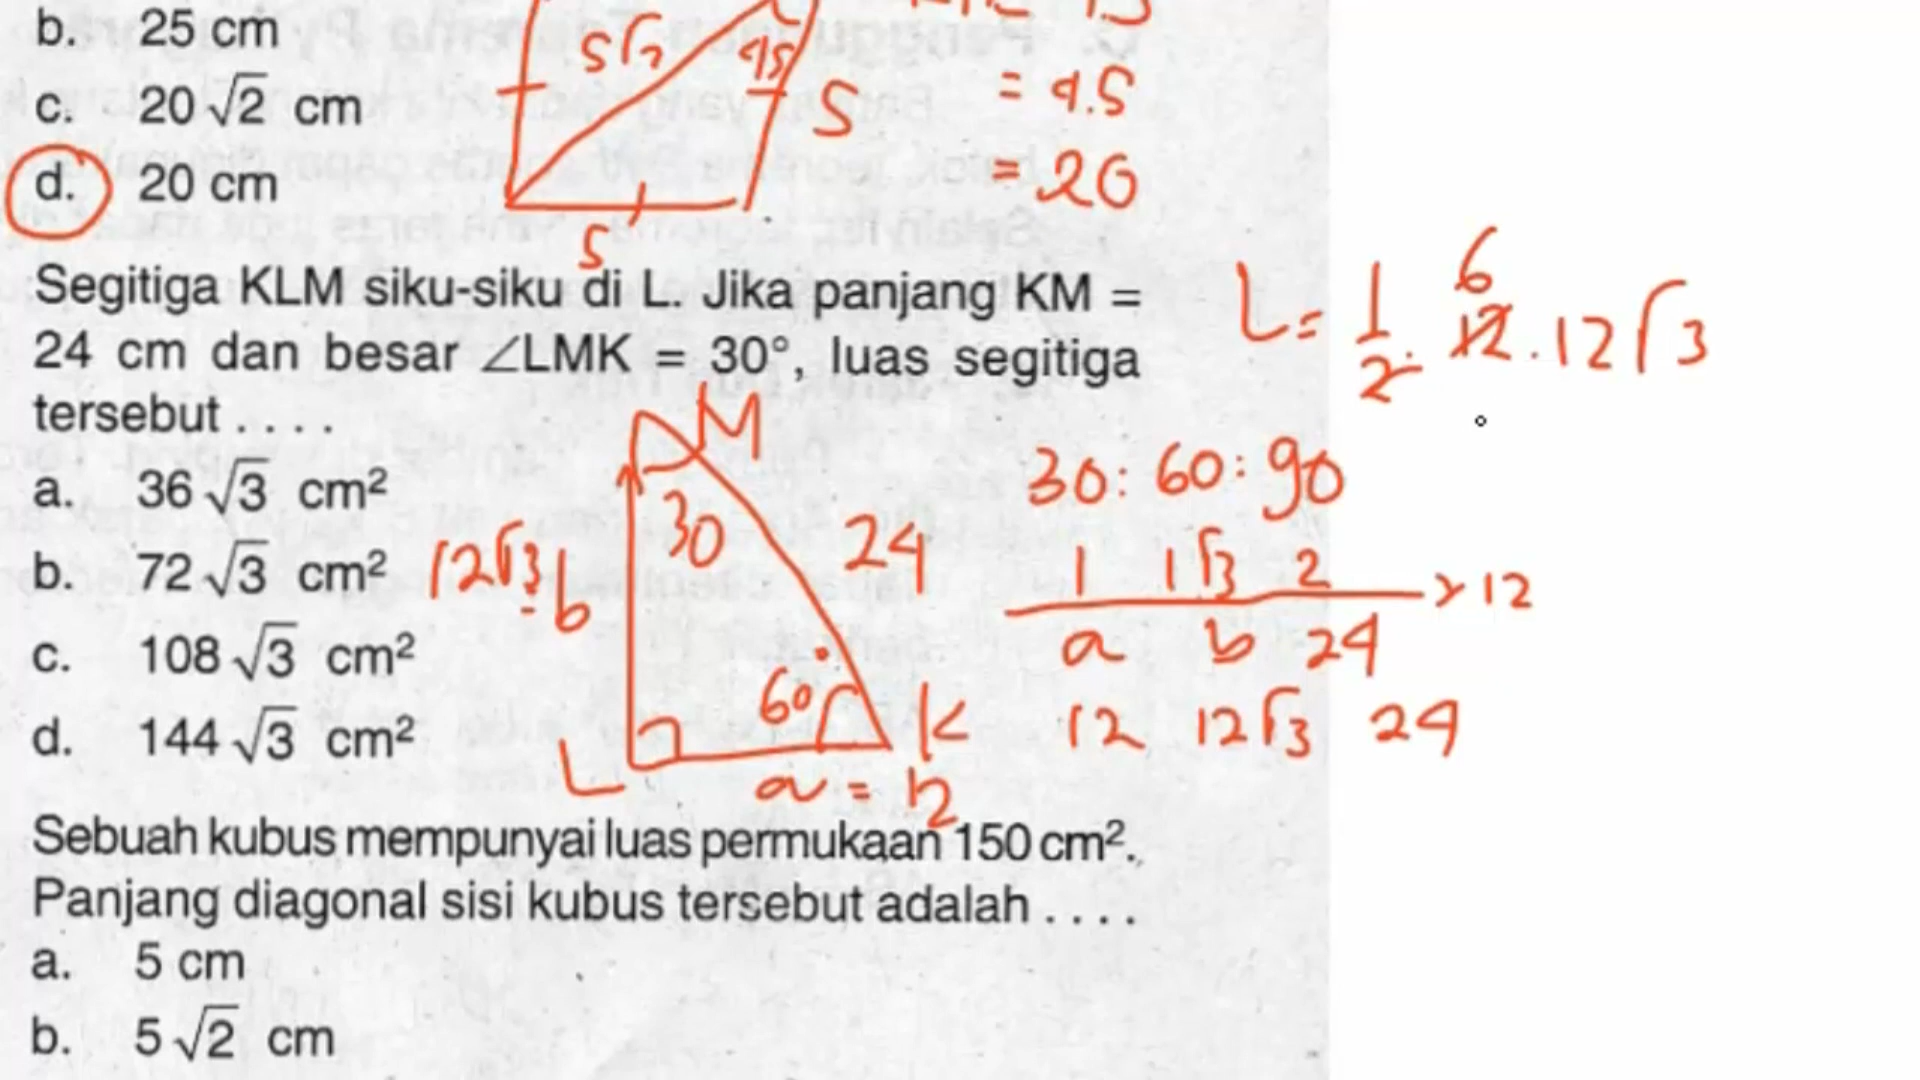 b. 25 cm
c. 20 √2 cm
d. 20 cm
5√2
45
5
5
= 4.5
= 20
Segitiga KLM siku-siku di L. Jika panjang KM =
24 cm dan besar ∠LMK = 30°, luas segitiga
tersebut . . . .
a. 36 √3 cm²
b. 72 √3 cm²
c. 108 √3 cm²
d. 144 √3 cm²
M
30
24
12√3
b
60
K
L
a = 12
L = 1/2 . 12 . 12√3
6
30 : 60 : 90
1 1√3 2
x 12
a b 24
12 12√3 24
Sebuah kubus mempunyai luas permukaan 150 cm².
Panjang diagonal sisi kubus tersebut adalah . . . .
a. 5 cm
b. 5 √2 cm